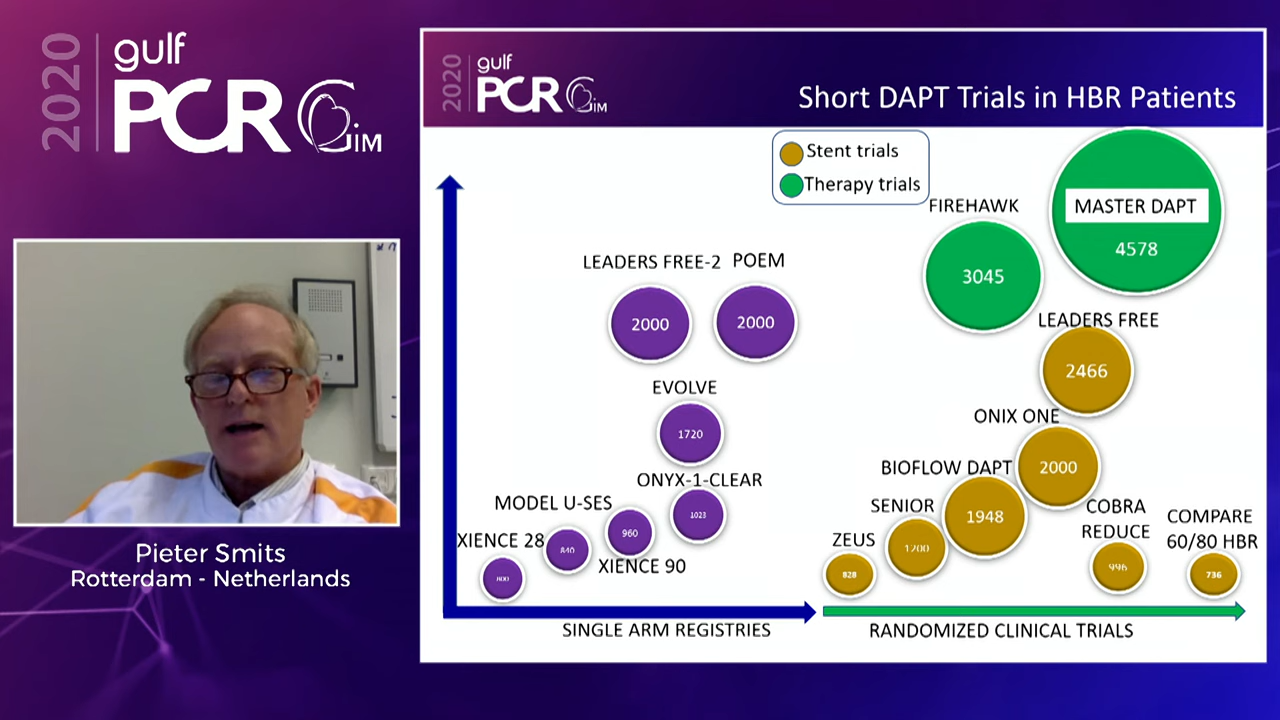 2020
gulf
PCR
GIM
Pieter Smits
Rotterdam - Netherlands
2020
gulf
PCR
GIM
Short DAPT Trials in HBR Patients
Stent trials
Therapy trials
FIREHAWK
3045
MASTER DAPT
4578
LEADERS FREE-2
2000
POEM
2000
LEADERS FREE
2466
EVOLVE
1720
ONIX ONE
2000
ONYX-1-CLEAR
1023
BIOFLOW DAPT
1948
MODEL U-SES
840
960
XIENCE 90
SENIOR
1200
COBRA
REDUCE
996
COMPARE
60/80 HBR
736
XIENCE 28
800
ZEUS
828
SINGLE ARM REGISTRIES
RANDOMIZED CLINICAL TRIALS